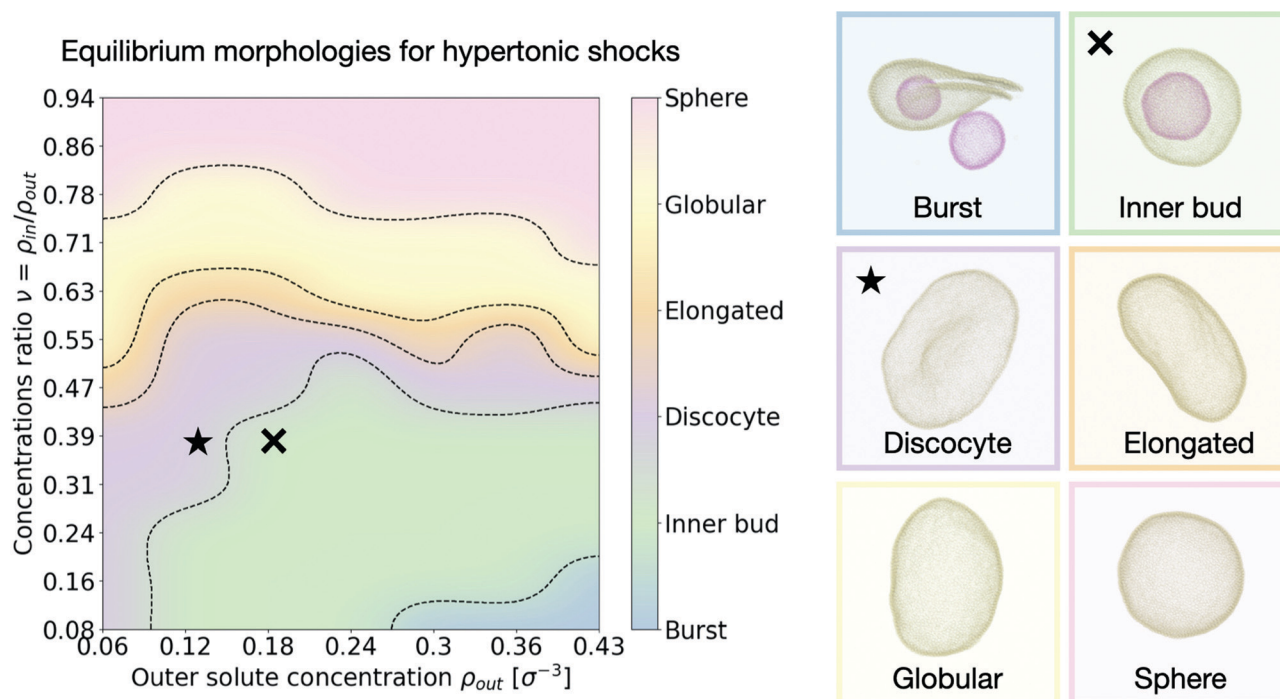 Equilibrium morphologies for hypertonic shocks
Concentrations ratio ν = ρin/ρout
0.94
0.86
0.78
0.71
0.63
0.55
0.47
0.39
0.31
0.24
0.16
0.08
0.06 0.12 0.18 0.24 0.3 0.36 0.43
Outer solute concentration ρout [σ−3]
Sphere
Globular
Elongated
Discocyte
Inner bud
Burst
Burst
Inner bud
Discocyte
Elongated
Globular
Sphere